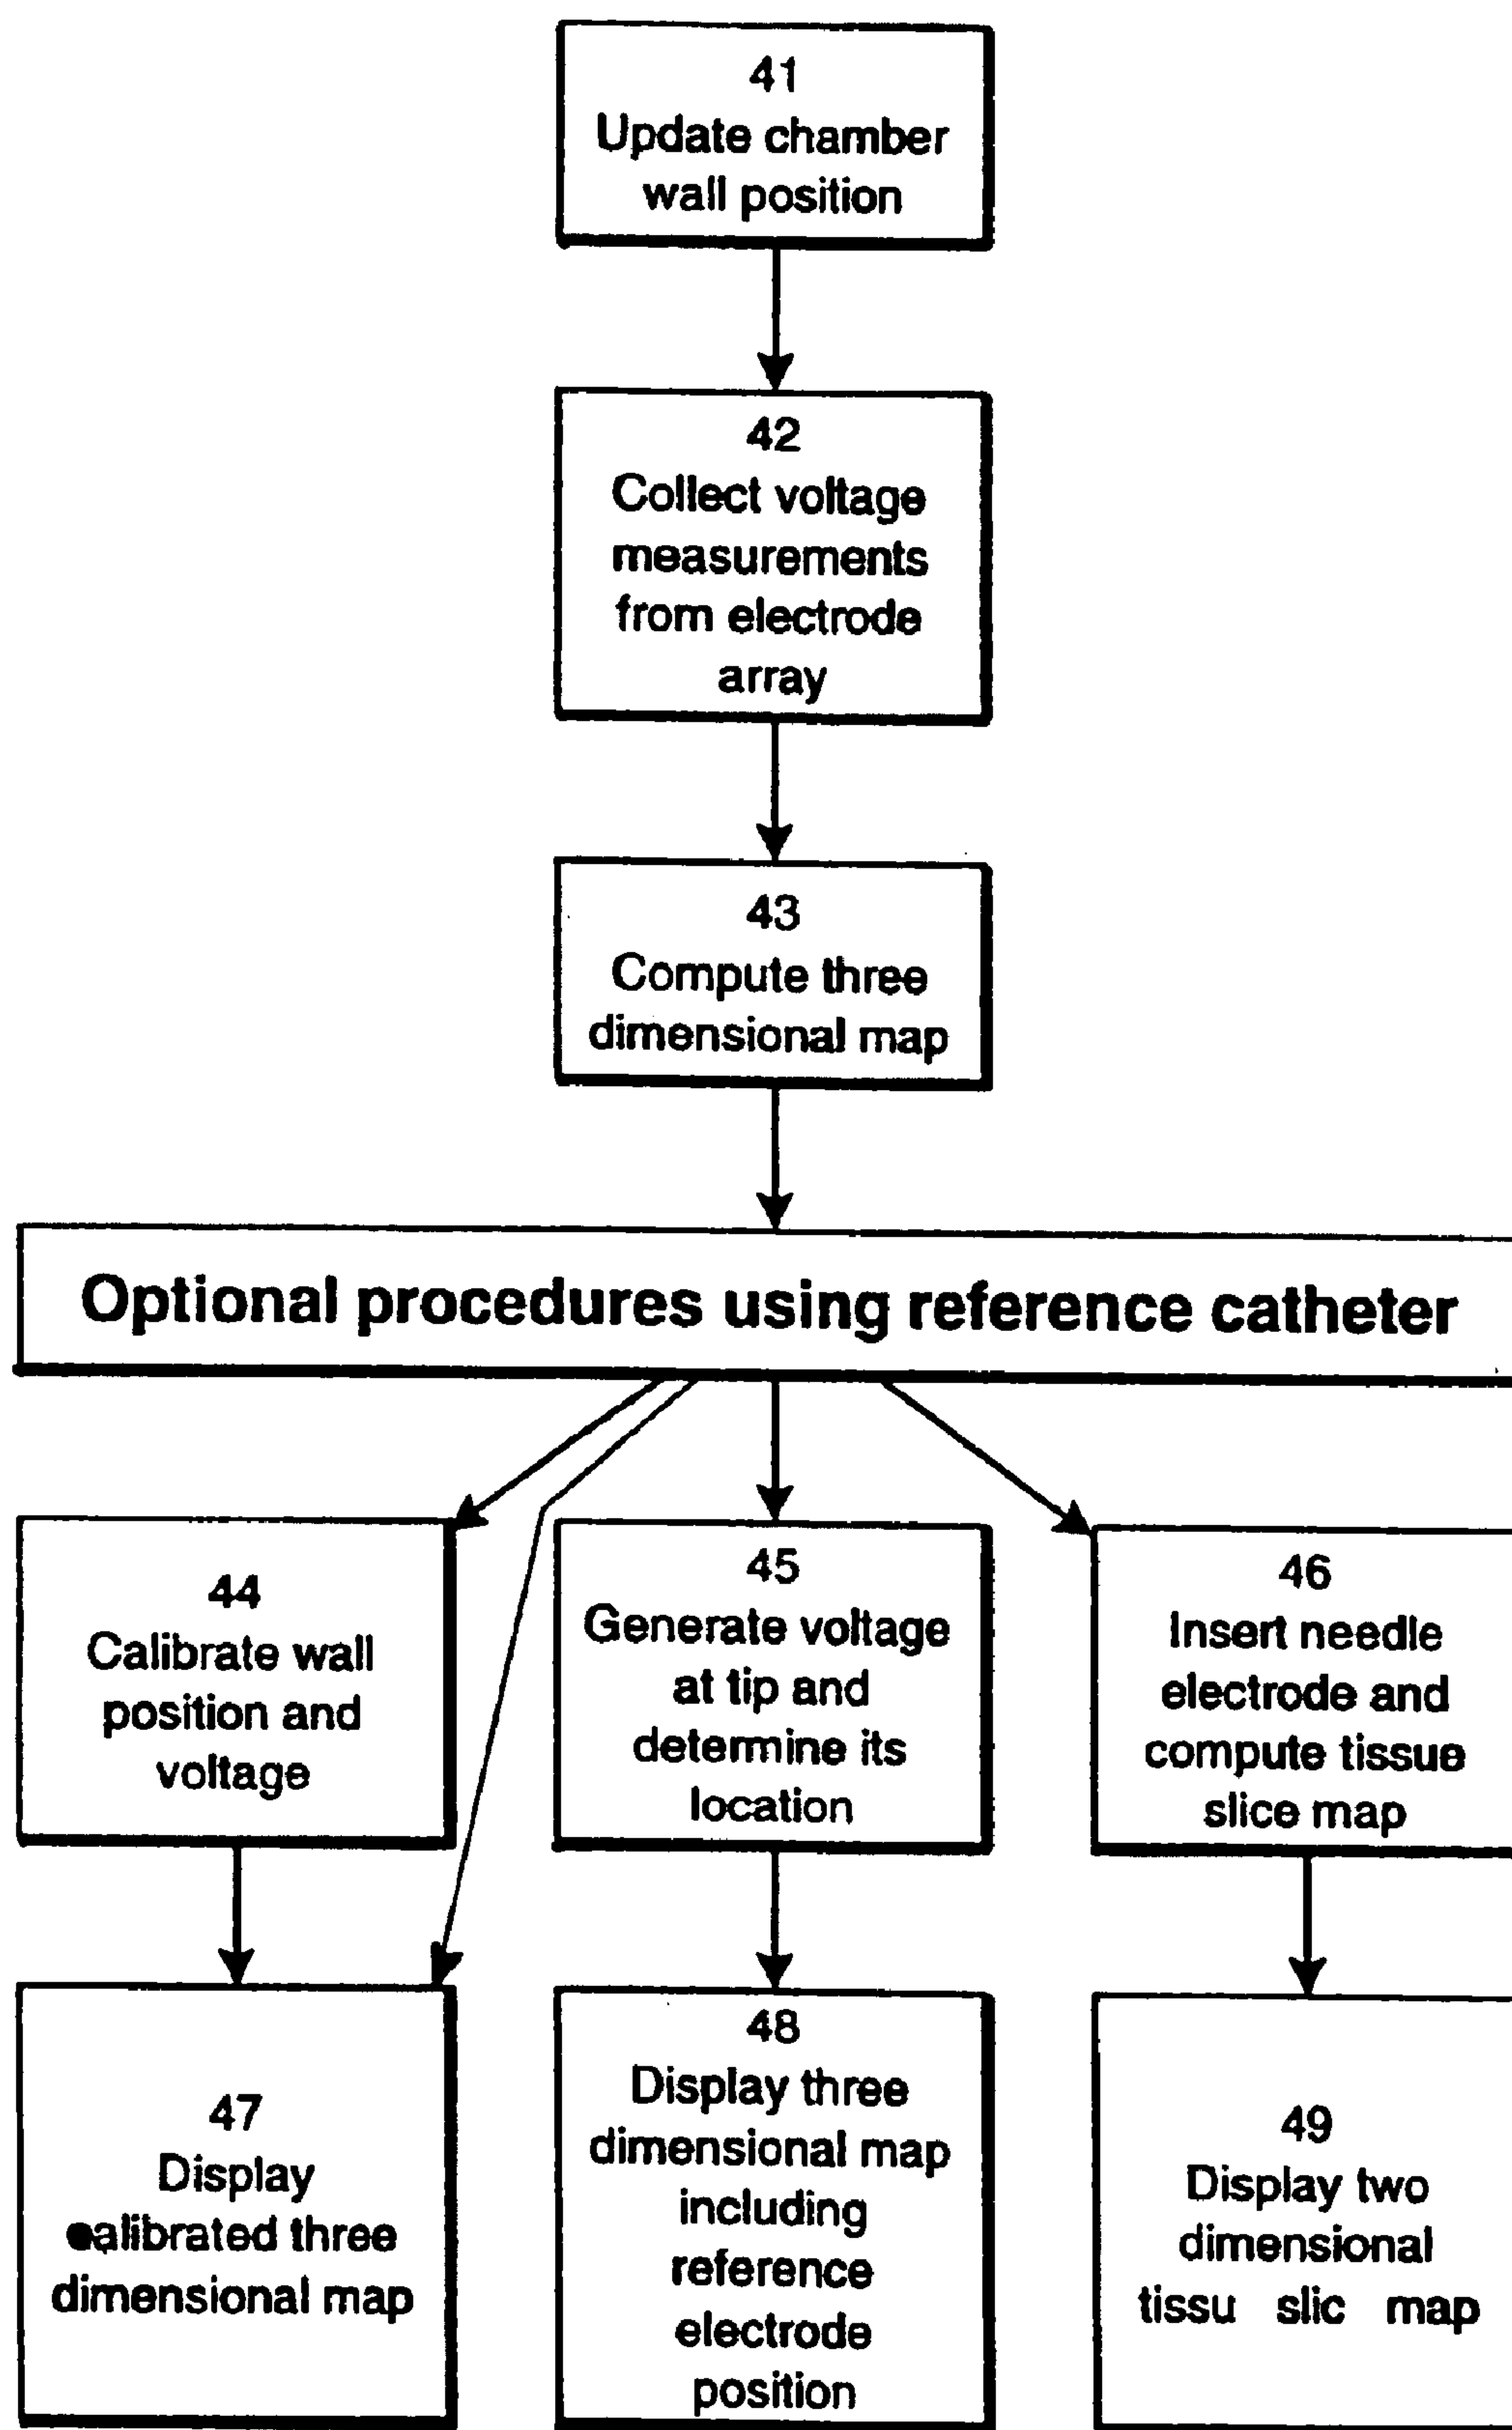 41
Update chamber
wall position
42
Collect voltage
measurements
from electrode
array
43
Compute three
dimensional map
Optional procedures using reference catheter
44
Calibrate wall
position and
voltage
45
Generate voltage
at tip and
determine its
location
46
Insert needle
electrode and
compute tissue
slice map
47
Display
calibrated three
dimensional map
48
Display three
dimensional map
including
reference
electrode
position
49
Display two
dimensional
tissu slic map